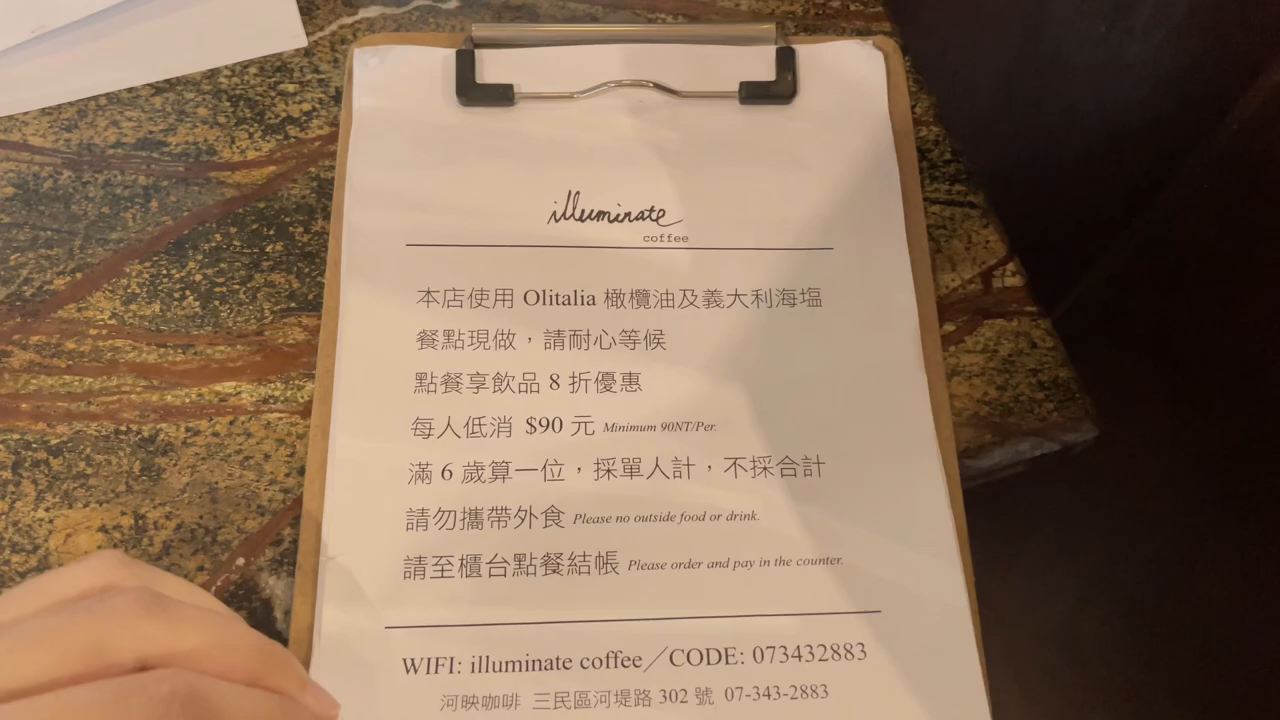 illuminate
coffee
本店使用 Olitalia 橄欖油及義大利海塩
餐點現做，請耐心等候
點餐享飲品 8 折優惠
每人低消 $90 元 Minimum 90NT/Per.
滿 6 歲算一位，採單人計，不採合計
請勿攜帶外食 Please no outside food or drink.
請至櫃台點餐結帳 Please order and pay in the counter.
WIFI: illuminate coffee／CODE: 073432883
河映咖啡 三民區河堤路 302 號 07-343-2883